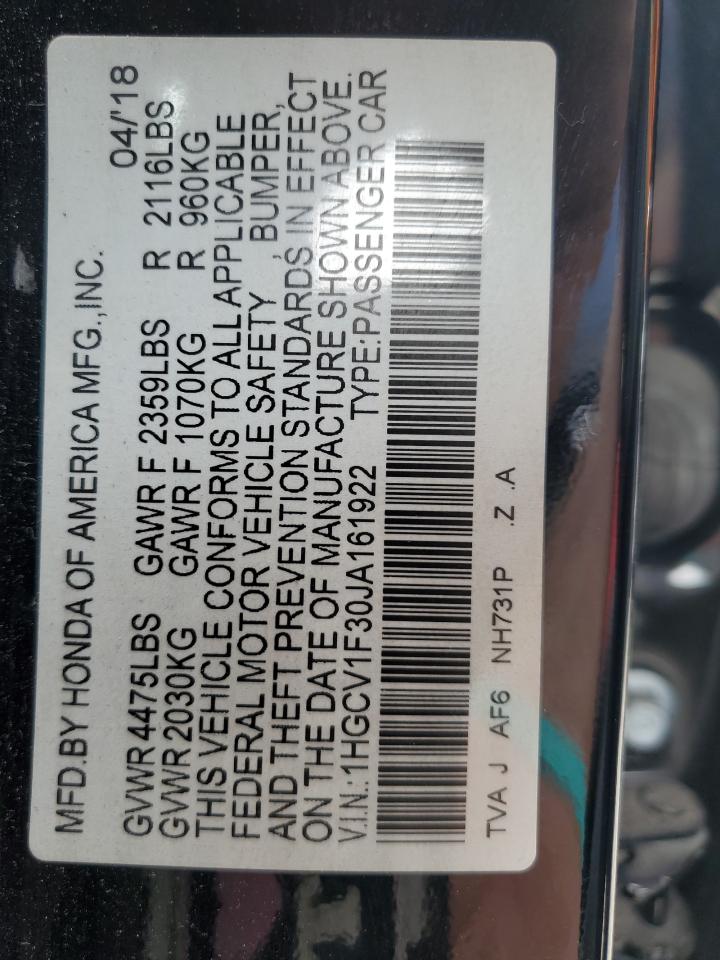 MFD.BY HONDA OF AMERICA MFG.,INC. 04/'18
GVWR 4475LBS GAWR F 2359LBS R 2116LBS
GVWR 2030KG GAWR F 1070KG R 960KG
THIS VEHICLE CONFORMS TO ALL APPLICABLE
FEDERAL MOTOR VEHICLE SAFETY, BUMPER,
AND THEFT PREVENTION STANDARDS IN EFFECT
ON THE DATE OF MANUFACTURE SHOWN ABOVE.
V.I.N.:1HGCV1F30JA161922 TYPE:PASSENGER CAR
TVA J AF6 NH731P .Z .A